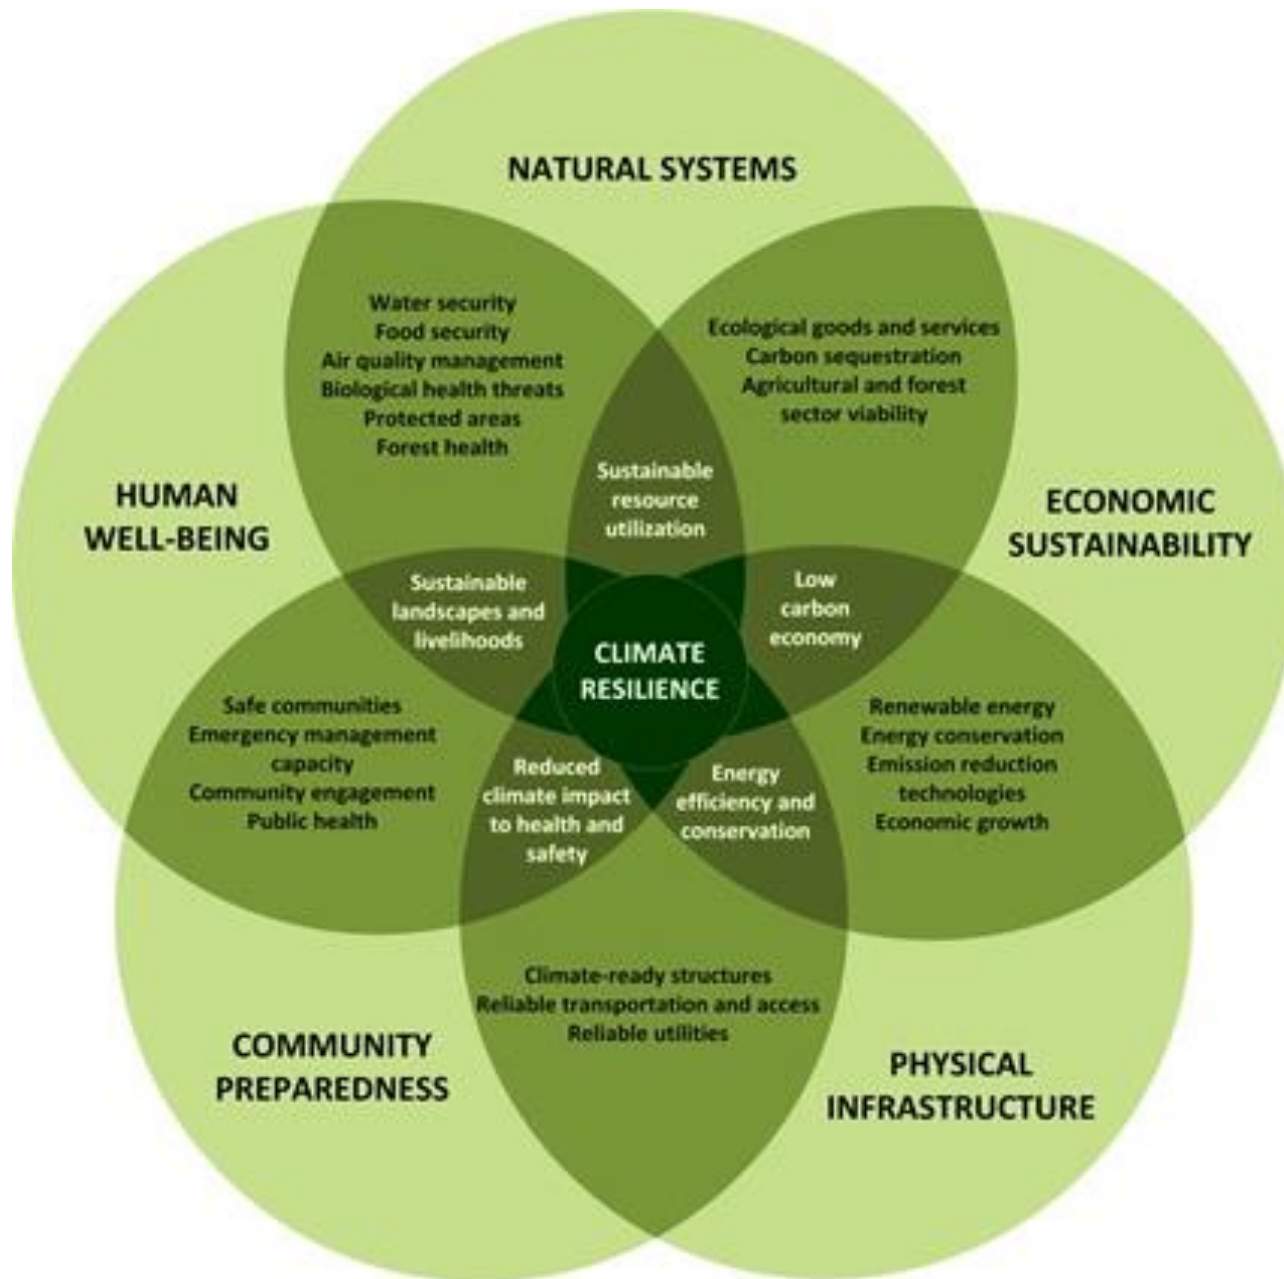 NATURAL SYSTEMS
Water security
Food security
Air quality management
Biological health threats
Protected areas
Forest health
Ecological goods and services
Carbon sequestration
Agricultural and forest
sector viability
Sustainable
resource
utilization
HUMAN
WELL-BEING
ECONOMIC
SUSTAINABILITY
Sustainable
landscapes and
livelihoods
Low
carbon
economy
CLIMATE
RESILIENCE
Safe communities
Emergency management
capacity
Community engagement
Public health
Reduced
climate impact
to health and
safety
Energy
efficiency and
conservation
Renewable energy
Energy conservation
Emission reduction
technologies
Economic growth
Climate-ready structures
Reliable transportation and access
Reliable utilities
COMMUNITY
PREPAREDNESS
PHYSICAL
INFRASTRUCTURE